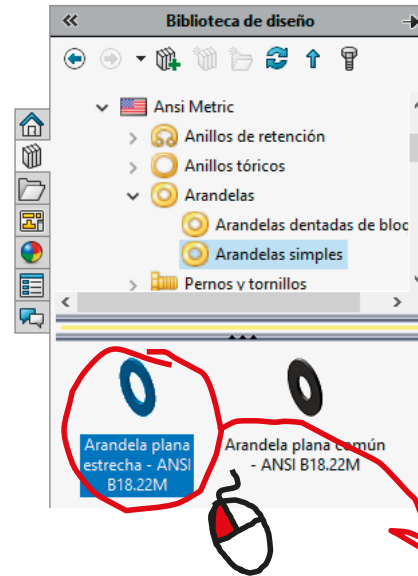 Biblioteca de diseño
Ansi Metric
Anillos de retención
Anillos tóricos
Arandelas
Arandelas dentadas de bloc
Arandelas simples
Pernos y tornillos
Arandela plana
estrecha - ANSI
B18.22M
Arandela plana común
- ANSI B18.22M